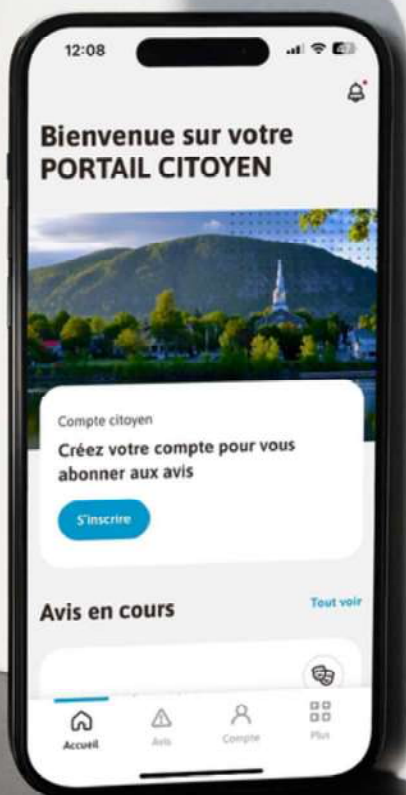 12:08
Bienvenue sur votre
PORTAIL CITOYEN
Compte citoyen
Créez votre compte pour vous
abonner aux avis
S'inscrire
Avis en cours
Tout voir
Accueil
Avis
Compte
Plus